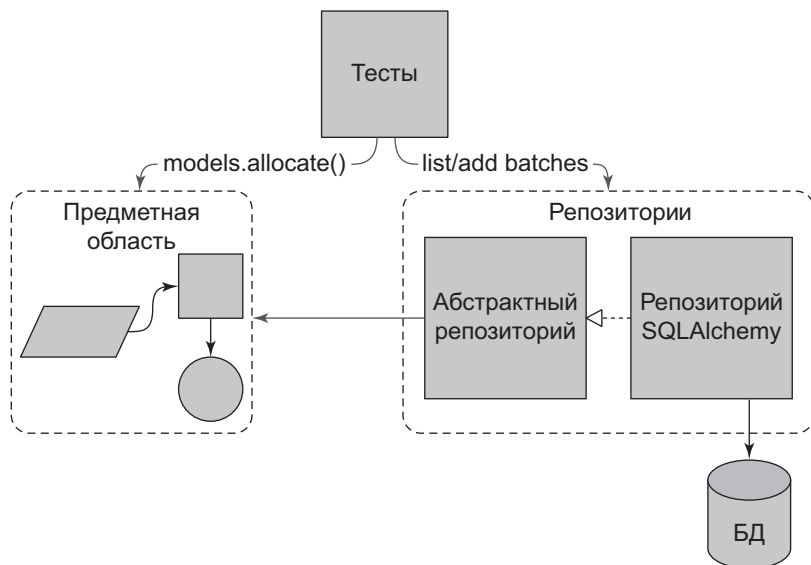 Тесты
models.allocate()
list/add batches
Предметная
область
Репозитории
Абстрактный
репозиторий
Репозиторий
SQLAlchemy
БД